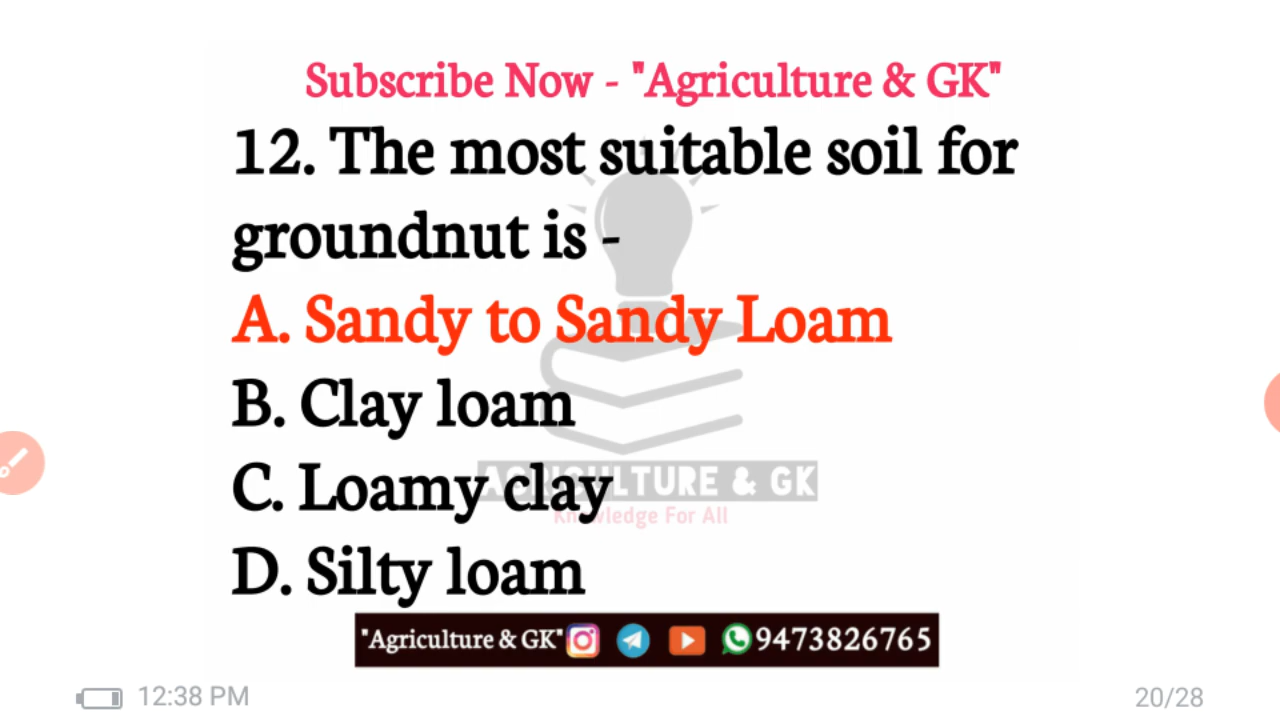 Subscribe Now - "Agriculture & GK"
12. The most suitable soil for
groundnut is -
A. Sandy to Sandy Loam
B. Clay loam
C. Loamy clay
AGRICULTURE & GK
Knowledge For All
D. Silty loam
"Agriculture & GK" 9473826765
12:38 PM 20/28